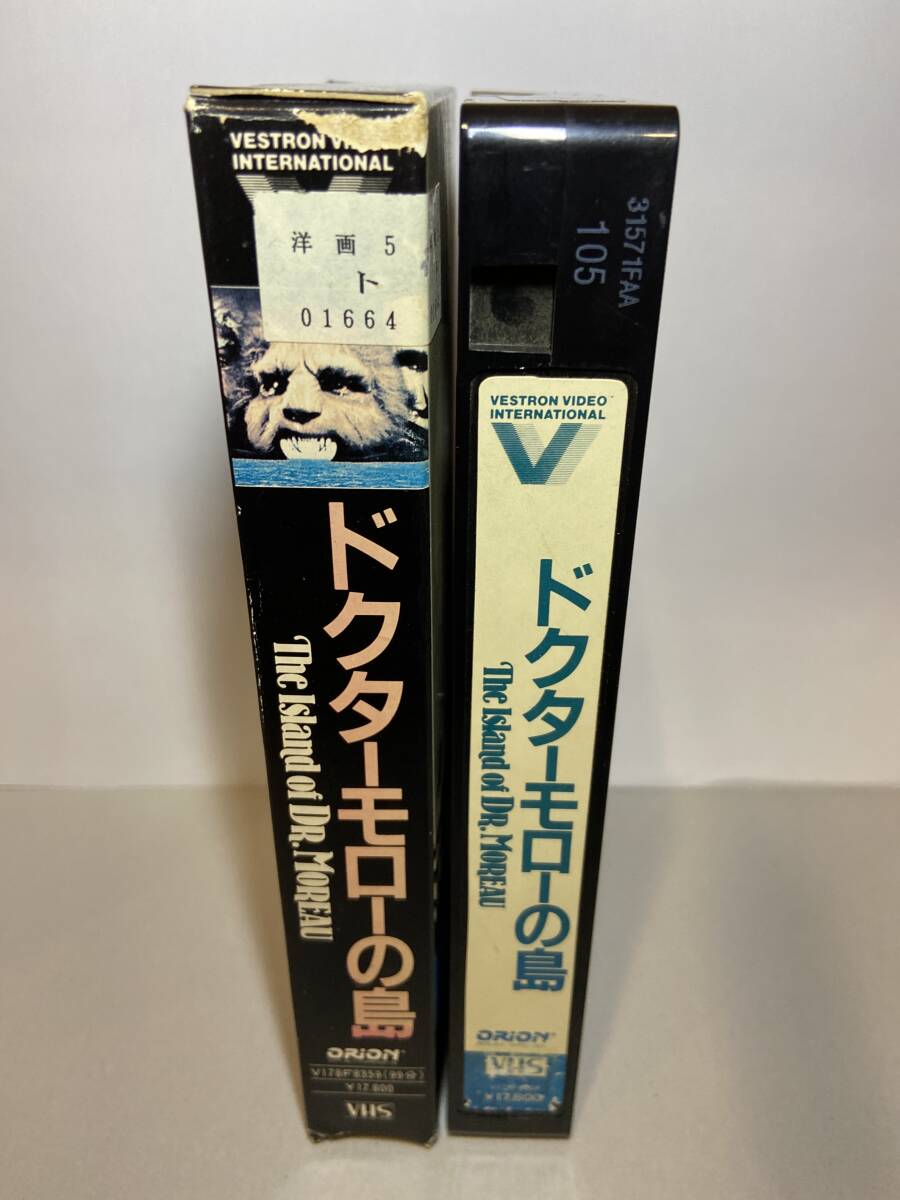 VESTRON
INTERNATIONAL
洋画5
ト
01664
ドクターモローの島
The Island of DR. MOREAU
ORION
¥12,800
VHS
31571FAA
105
VESTRON VIDEO
INTERNATIONAL
ドクターモローの島
The Island of DR. MOREAU
ORION
VHS